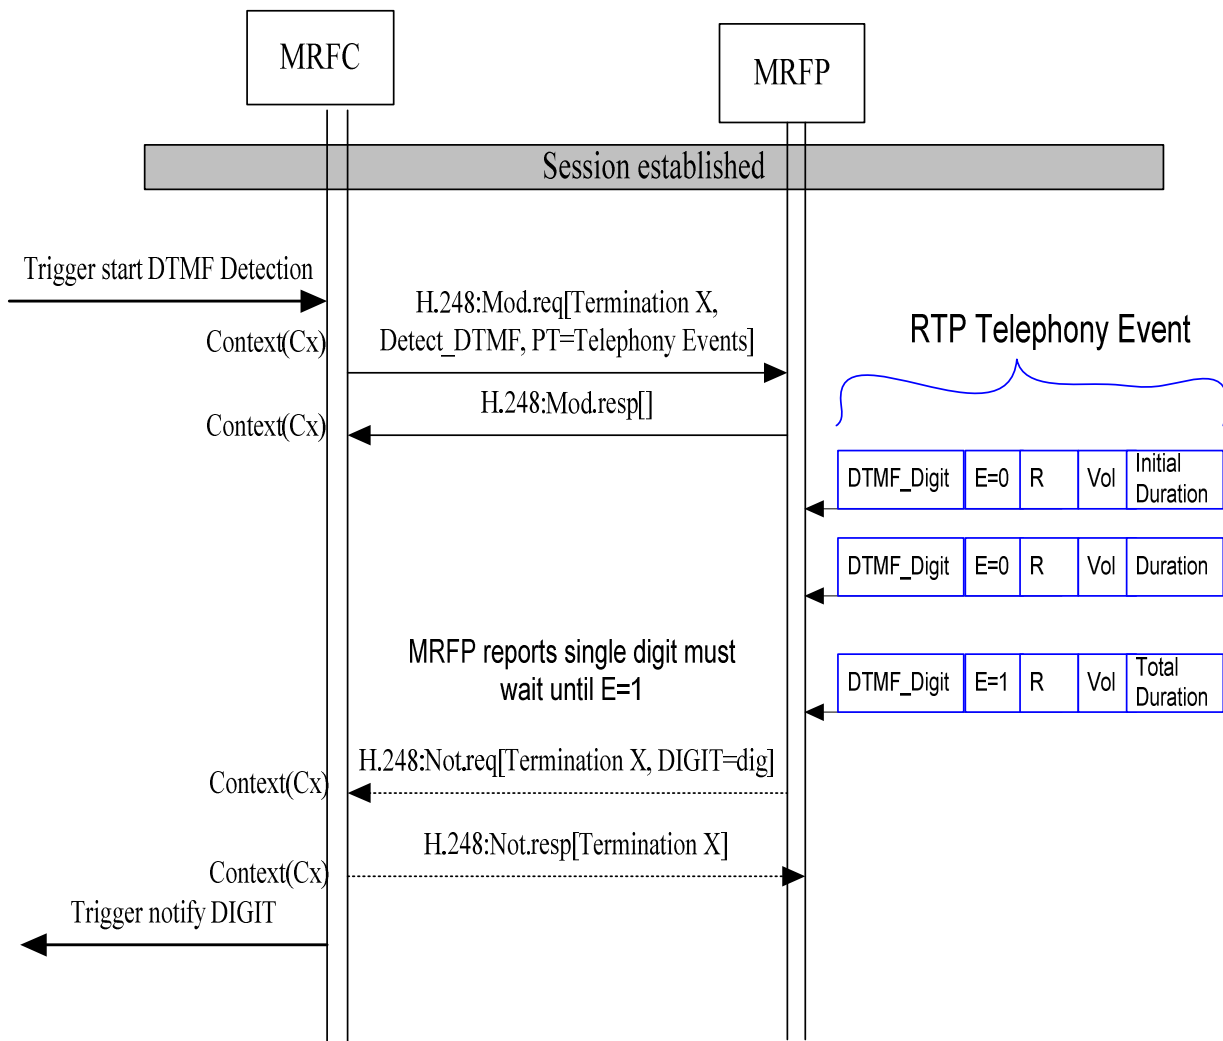 MRFC
MRFP
Session established
Trigger start DTMF Detection
H.248:Mod.req[Termination X,
Detect_DTMF, PT=Telephony Events]
Context(Cx)
RTP Telephony Event
H.248:Mod.resp[]
Context(Cx)
DTMF_Digit E=0 R Vol Initial
Duration
DTMF_Digit E=0 R Vol Duration
MRFP reports single digit must
wait until E=1
DTMF_Digit E=1 R Vol Total
Duration
H.248:Not.req[Termination X, DIGIT=dig]
Context(Cx)
H.248:Not.resp[Termination X]
Context(Cx)
Trigger notify DIGIT